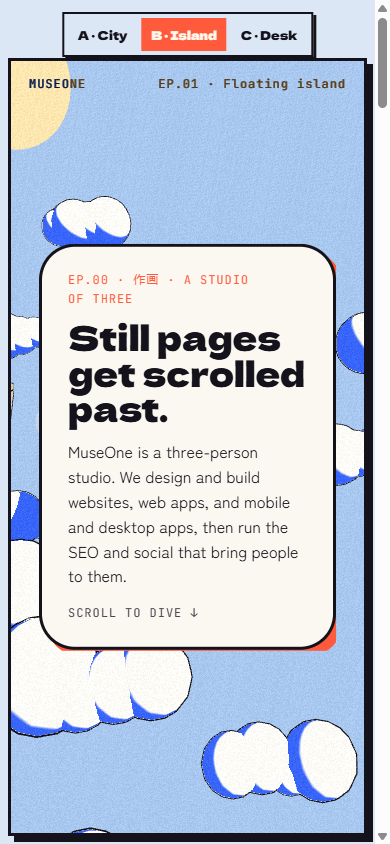 A·City B·Island C·Desk
MUSEONE EP.01 · Floating island
EP.00 · 作画 · A STUDIO
OF THREE
Still pages
get scrolled
past.
MuseOne is a three-person
studio. We design and build
websites, web apps, and mobile
and desktop apps, then run the
SEO and social that bring people
to them.
SCROLL TO DIVE ↓